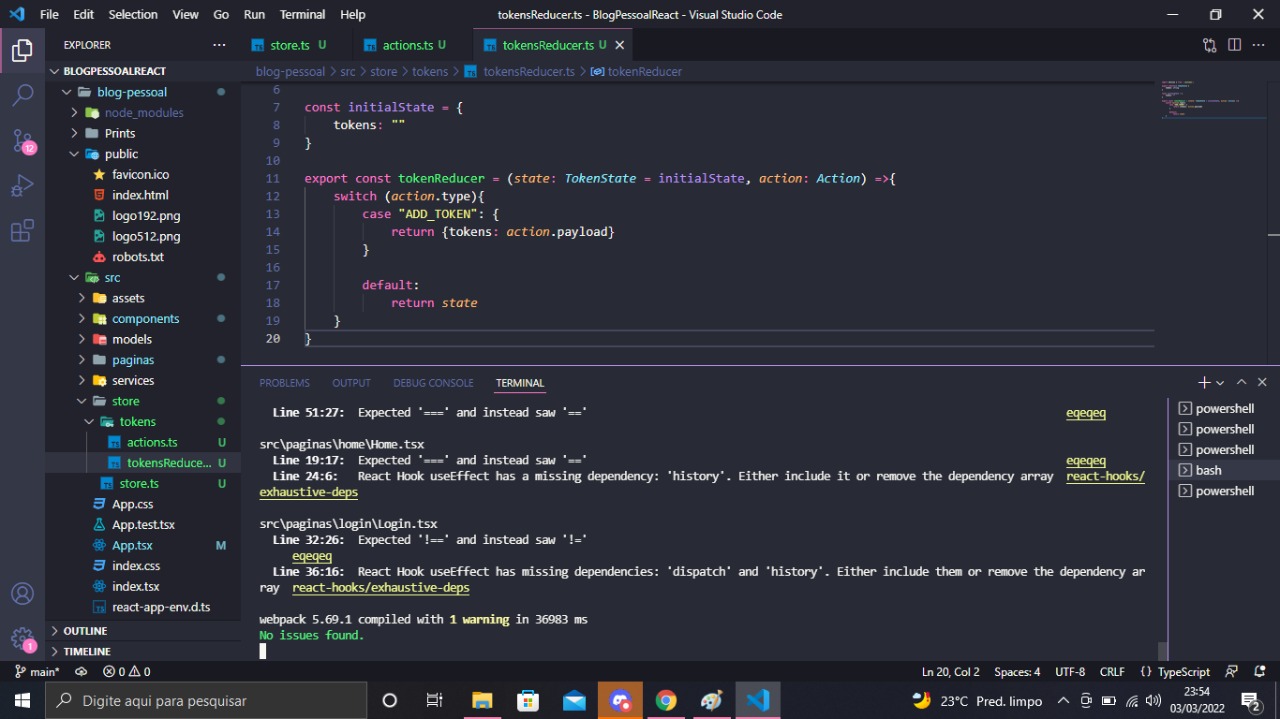 File Edit Selection View Go Run Terminal Help
tokensReducer.ts - BlogPessoalReact - Visual Studio Code
EXPLORER
store.ts U
actions.ts U
tokensReducer.ts U
BLOGPESSOALREACT
blog-pessoal
node_modules
Prints
public
favicon.ico
index.html
logo192.png
logo512.png
robots.txt
src
assets
components
models
paginas
services
store
tokens
actions.ts U
tokensReduce... U
store.ts U
App.css
App.test.tsx
App.tsx M
index.css
index.tsx
react-app-env.d.ts
OUTLINE
TIMELINE
12
1
blog-pessoal > src > store > tokens > tokensReducer.ts > tokenReducer
6
7 const initialState = {
8 tokens: ""
9 }
10
11 export const tokenReducer = (state: TokenState = initialState, action: Action) =>{
12 switch (action.type){
13 case "ADD_TOKEN": {
14 return {tokens: action.payload}
15 }
16
17 default:
18 return state
19 }
20 }
PROBLEMS OUTPUT DEBUG CONSOLE TERMINAL
Line 51:27: Expected '===' and instead saw '==' eqeqeq
src\paginas\home\Home.tsx
Line 19:17: Expected '===' and instead saw '==' eqeqeq
Line 24:6: React Hook useEffect has a missing dependency: 'history'. Either include it or remove the dependency array react-hooks/
exhaustive-deps
src\paginas\login\Login.tsx
Line 32:26: Expected '!==' and instead saw '!='
eqeqeq
Line 36:16: React Hook useEffect has missing dependencies: 'dispatch' and 'history'. Either include them or remove the dependency ar
ray react-hooks/exhaustive-deps
webpack 5.69.1 compiled with 1 warning in 36983 ms
No issues found.
powershell
powershell
powershell
bash
powershell
main* 0 0
Ln 20, Col 2 Spaces: 4 UTF-8 CRLF {} TypeScript
Digite aqui para pesquisar
23°C Pred. limpo
23:54
03/03/2022
2